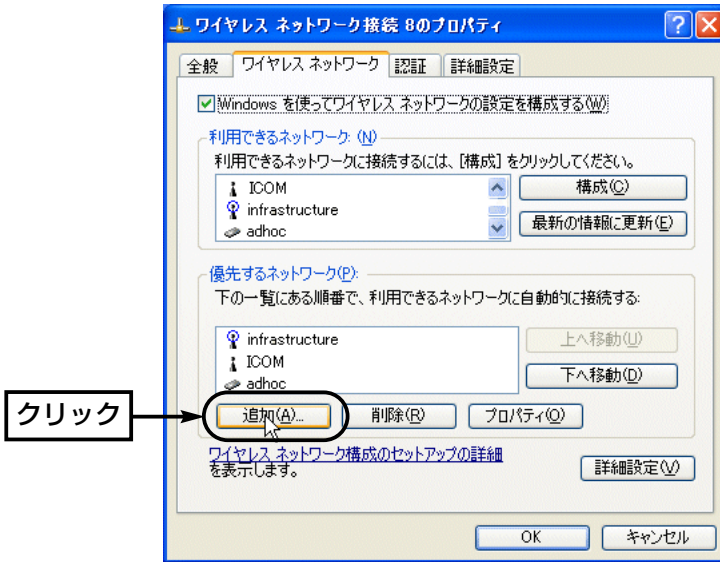 ワイヤレス ネットワーク接続 8のプロパティ
全般 ワイヤレス ネットワーク 認証 詳細設定
Windows を使ってワイヤレス ネットワークの設定を構成する(W)
利用できるネットワーク: (N)
利用できるネットワークに接続するには、[構成] をクリックしてください。
ICOM
infrastructure
adhoc
構成(C)
最新の情報に更新(E)
優先するネットワーク(P):
下の一覧にある順番で、利用できるネットワークに自動的に接続する:
infrastructure
ICOM
adhoc
上へ移動(U)
下へ移動(D)
クリック
追加(A)... 削除(R) プロパティ(O)
ワイヤレス ネットワーク構成のセットアップの詳細
を表示します。
詳細設定(V)
OK キャンセル